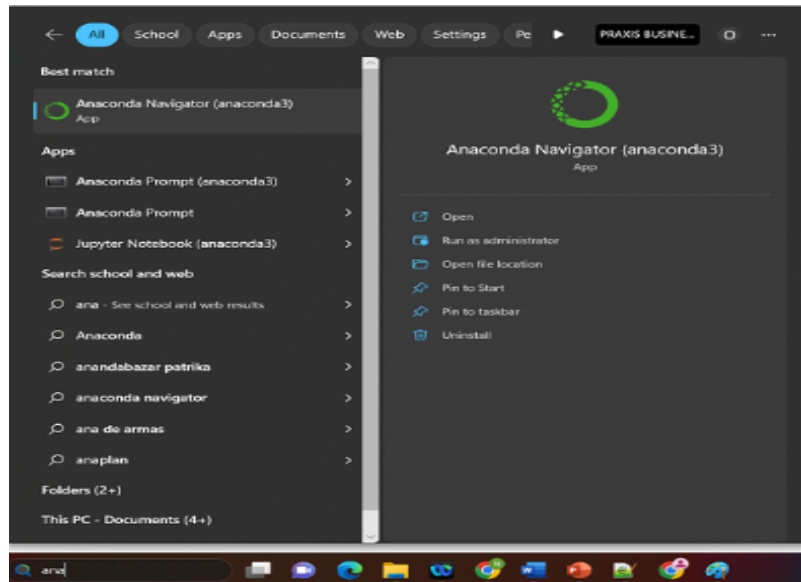 All School Apps Documents Web Settings Pe PRAXIS BUSINE... O ...
Best match
Anaconda Navigator (anaconda3)
App
Apps
Anaconda Prompt (anaconda3)
Anaconda Prompt
Jupyter Notebook (anaconda3)
Search school and web
ana - See school and web results
Anaconda
anandabazar patrika
anaconda navigator
ana de armas
anaplan
Folders (2+)
This PC - Documents (4+)
Anaconda Navigator (anaconda3)
App
Open
Run as administrator
Open file location
Pin to Start
Pin to taskbar
Uninstall
ana